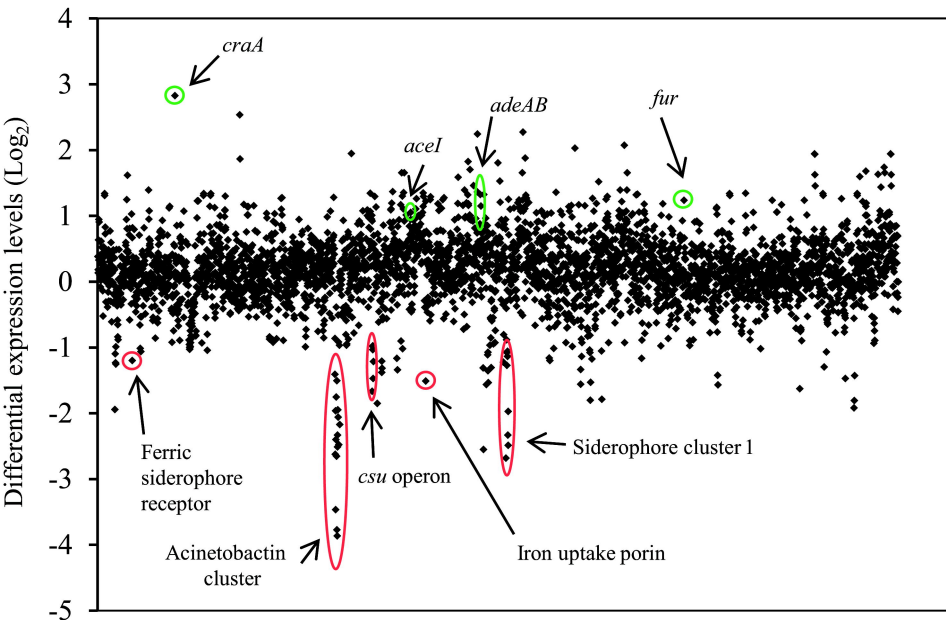 Differential expression levels (Log2)
4
3
2
1
0
-1
-2
-3
-4
-5
craA
aceI
adeAB
fur
Ferric
siderophore
receptor
csu operon
Siderophore cluster 1
Acinetobactin
cluster
Iron uptake porin